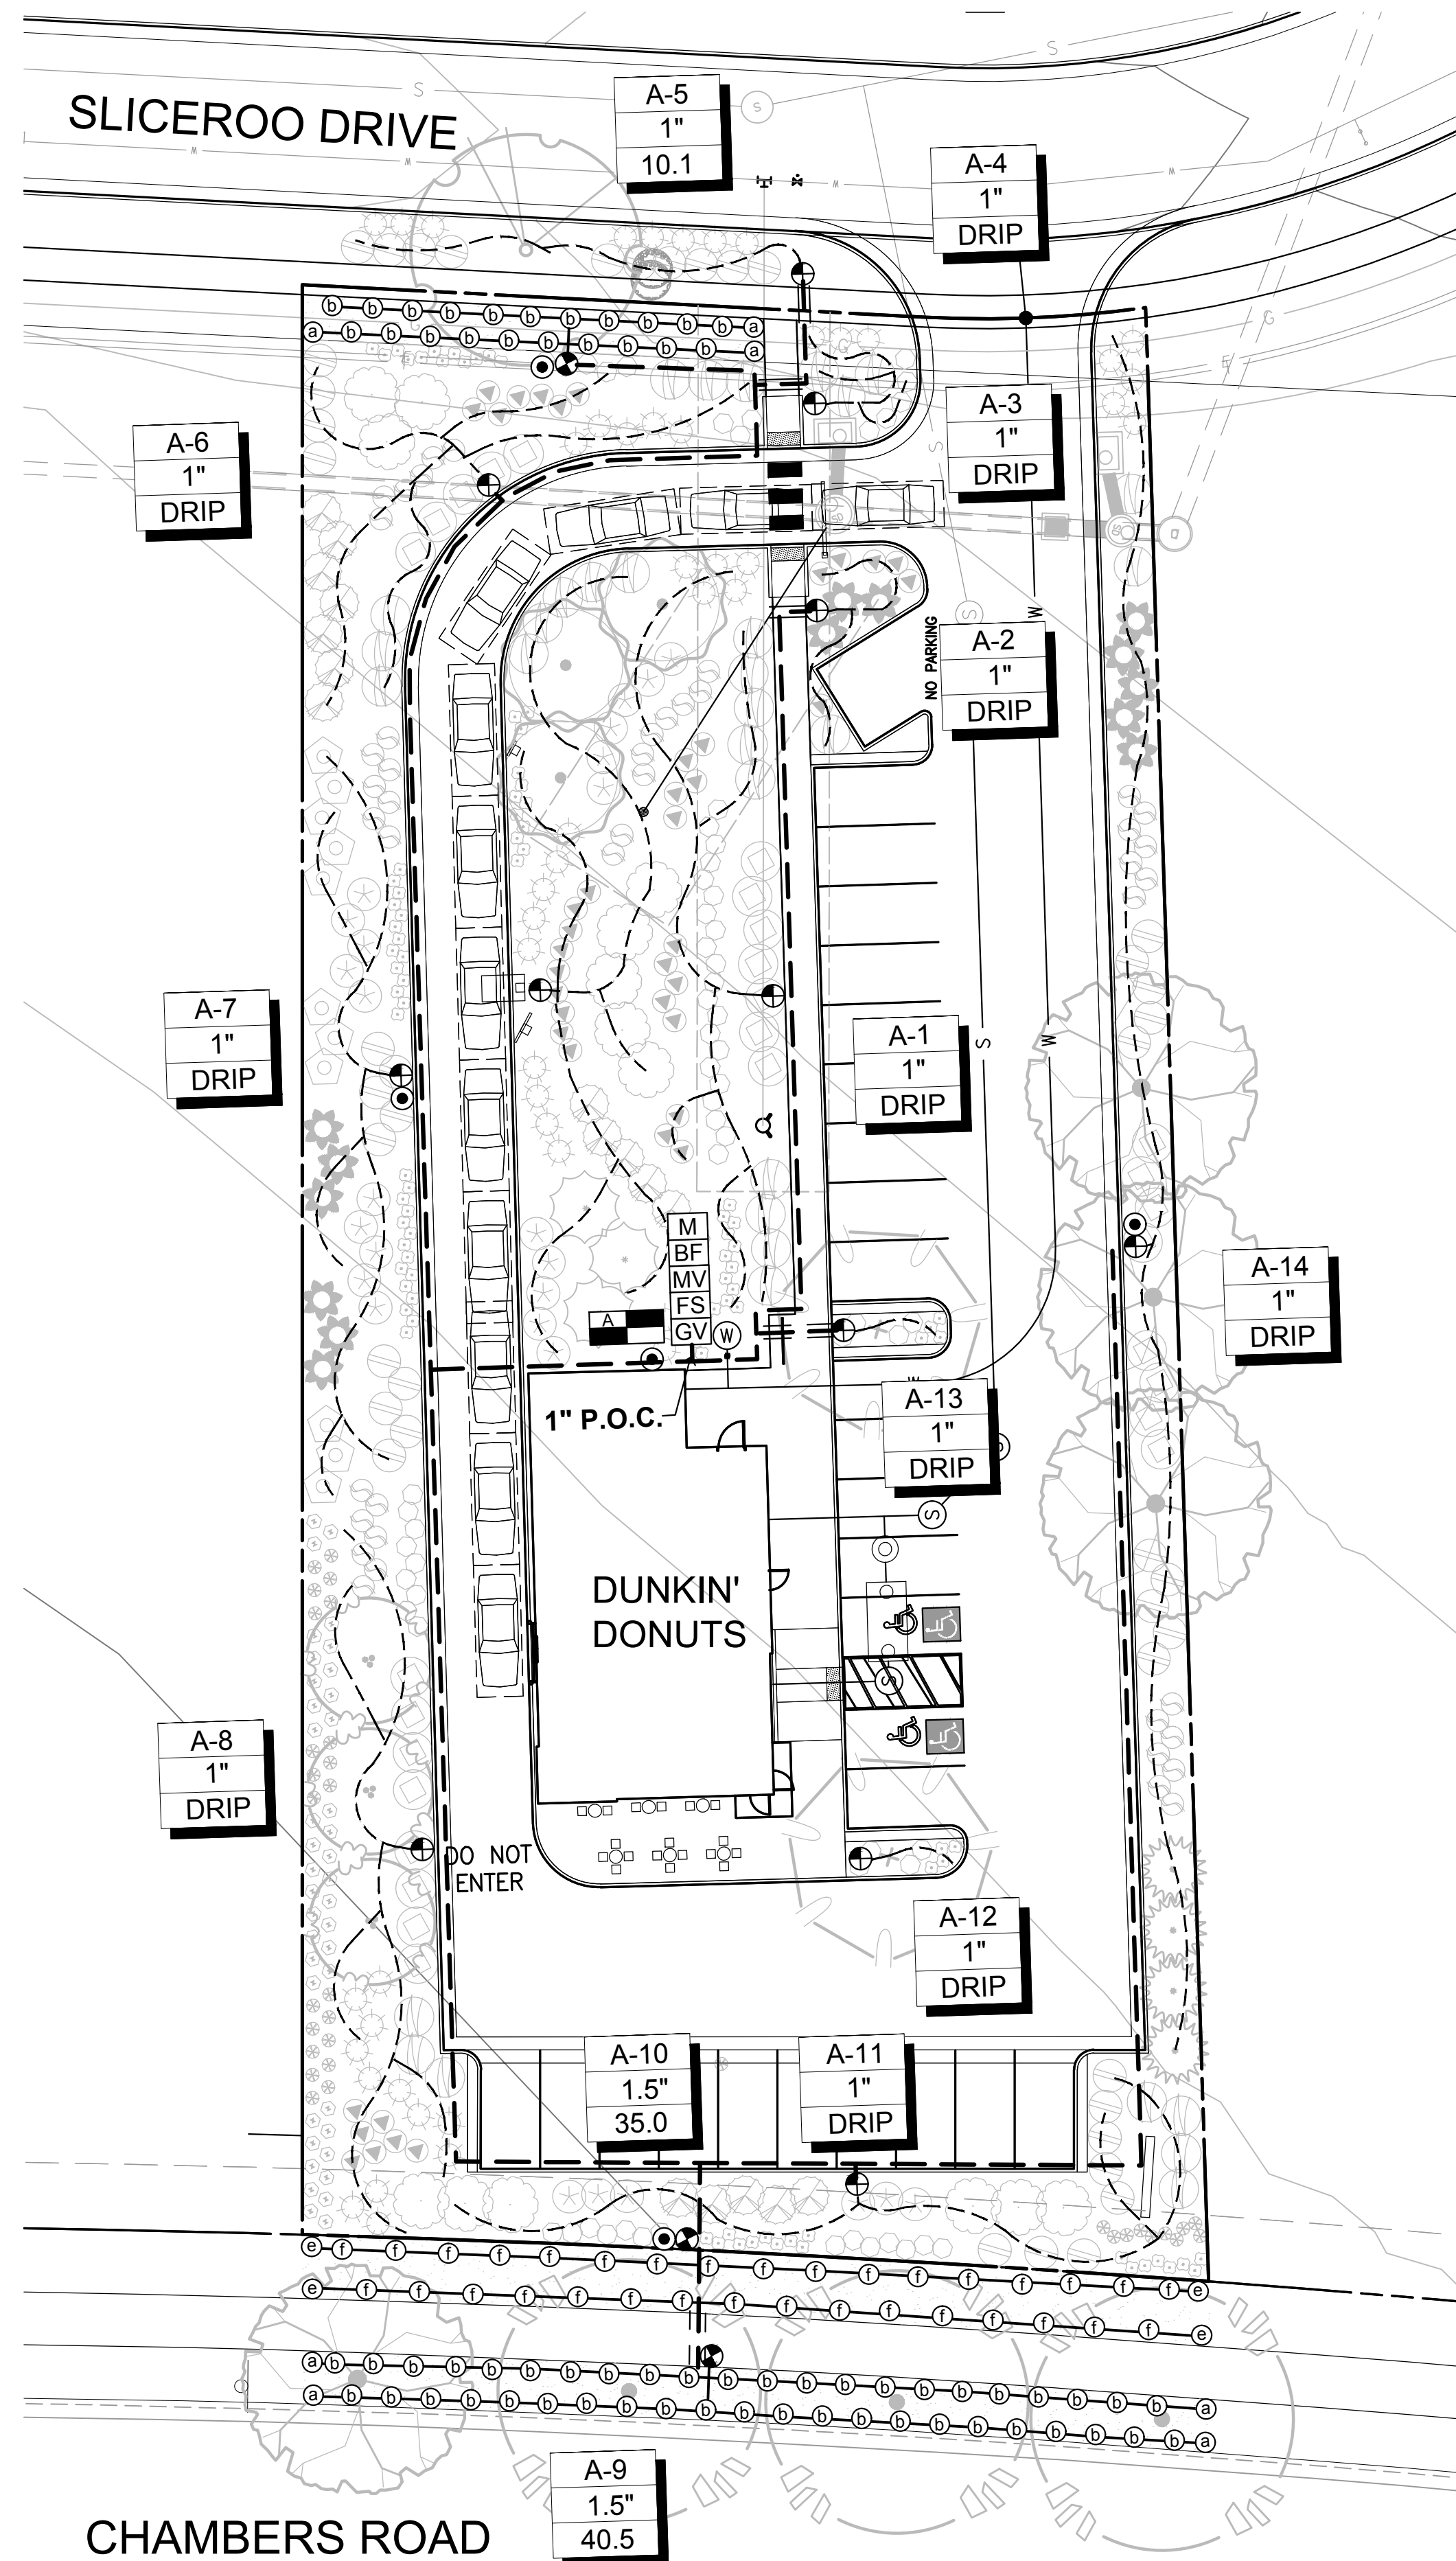 SLICEROO DRIVE
A-5
1"
10.1
A-4
1"
DRIP
A-3
1"
DRIP
A-6
1"
DRIP
NO PARKING
A-2
1"
DRIP
A-7
1"
DRIP
A-1
1"
DRIP
M
BF
MV
FS
GV
A
W
A-14
1"
DRIP
1" P.O.C.
A-13
1"
DRIP
DUNKIN'
DONUTS
A-8
1"
DRIP
DO NOT
ENTER
A-12
1"
DRIP
A-10
1.5"
35.0
A-11
1"
DRIP
A-9
1.5"
40.5
CHAMBERS ROAD